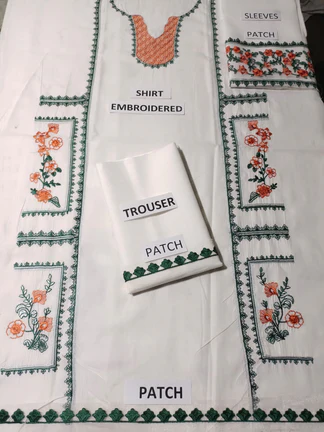 SLEEVES
PATCH
SHIRT
EMBROIDERED
TROUSER
PATCH
PATCH